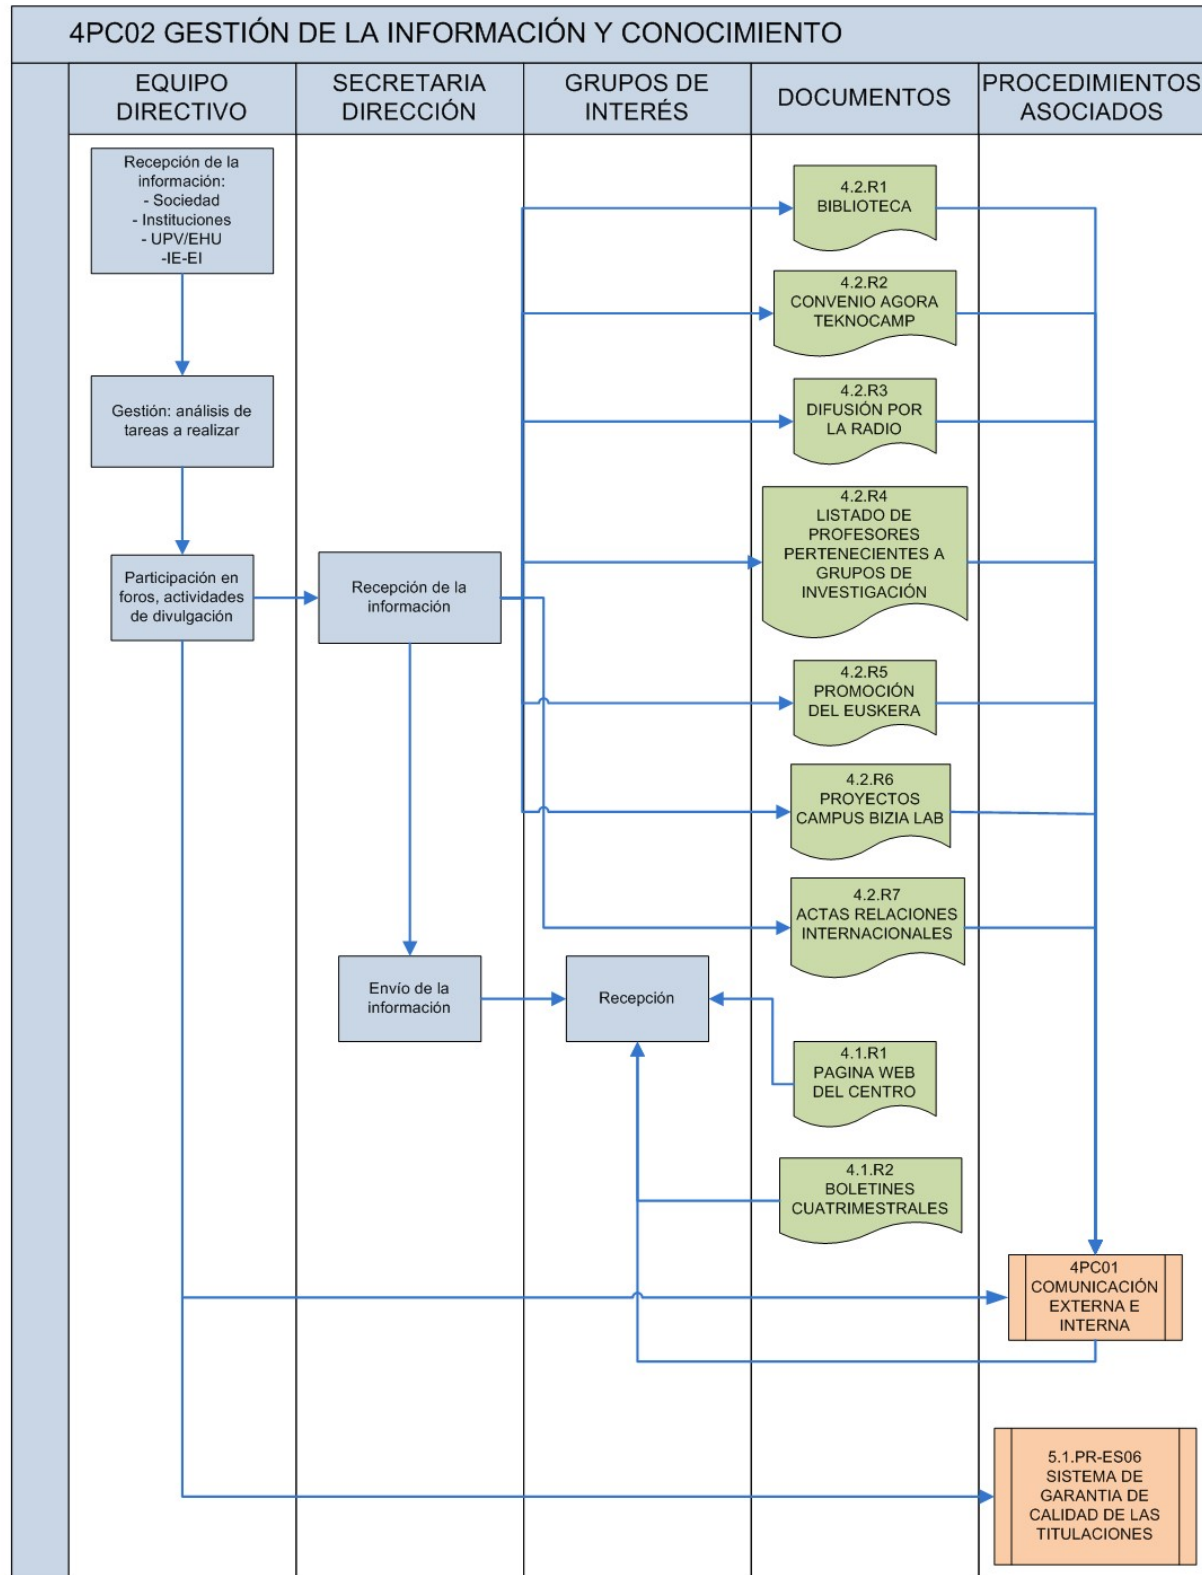 4PC02 GESTIÓN DE LA INFORMACIÓN Y CONOCIMIENTO
EQUIPO
DIRECTIVO
SECRETARIA
DIRECCIÓN
GRUPOS DE
INTERÉS
DOCUMENTOS
PROCEDIMIENTOS
ASOCIADOS
Recepción de la
información:
- Sociedad
- Instituciones
- UPV/EHU
-IE-EI
Gestión: análisis de
tareas a realizar
Participación en
foros, actividades
de divulgación
Recepción de la
información
Envío de la
información
Recepción
4.2.R1
BIBLIOTECA
4.2.R2
CONVENIO AGORA
TEKNOCAMP
4.2.R3
DIFUSIÓN POR
LA RADIO
4.2.R4
LISTADO DE
PROFESORES
PERTENECIENTES A
GRUPOS DE
INVESTIGACIÓN
4.2.R5
PROMOCIÓN
DEL EUSKERA
4.2.R6
PROYECTOS
CAMPUS BIZIA LAB
4.2.R7
ACTAS RELACIONES
INTERNACIONALES
4.1.R1
PAGINA WEB
DEL CENTRO
4.1.R2
BOLETINES
CUATRIMESTRALES
4PC01
COMUNICACIÓN
EXTERNA E
INTERNA
5.1.PR-ES06
SISTEMA DE
GARANTIA DE
CALIDAD DE LAS
TITULACIONES